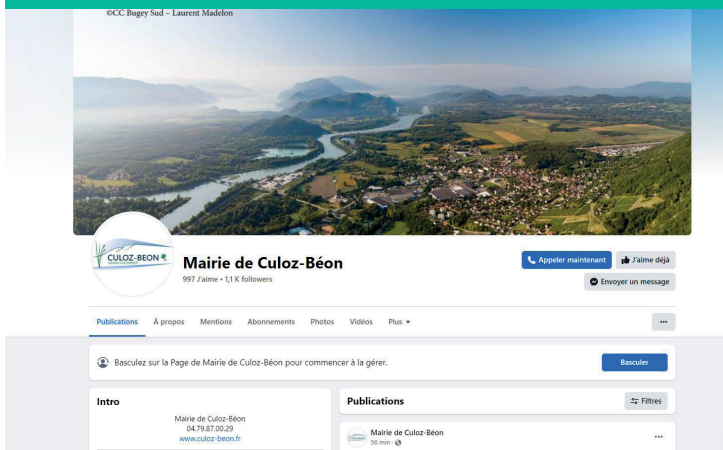 ©CC Bugey Sud – Laurent Madelon
CULOZ-BEON
Mairie de Culoz-Béon
997 J'aime • 1,1 K followers
Appeler maintenant
J'aime déjà
Envoyer un message
Publications
À propos
Mentions
Abonnements
Photos
Vidéos
Plus
Basculez sur la Page de Mairie de Culoz-Béon pour commencer à la gérer.
Basculer
Intro
Mairie de Culoz-Béon
04.79.87.00.29
www.culoz-beon.fr
Publications
Filtres
Mairie de Culoz-Béon
56 min